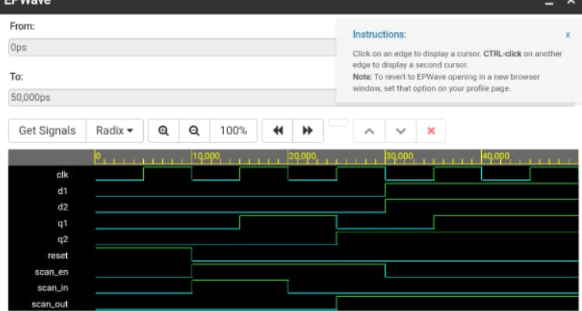 EPWave
From:
0ps
To:
50,000ps
Instructions:
x
Click on an edge to display a cursor. CTRL-click on another
edge to display a second cursor.
Note: To revert to EPWave opening in a new browser
window, set that option on your profile page.
Get Signals Radix 100%
0 10,000 20,000 30,000 40,000
clk
d1
d2
q1
q2
reset
scan_en
scan_in
scan_out